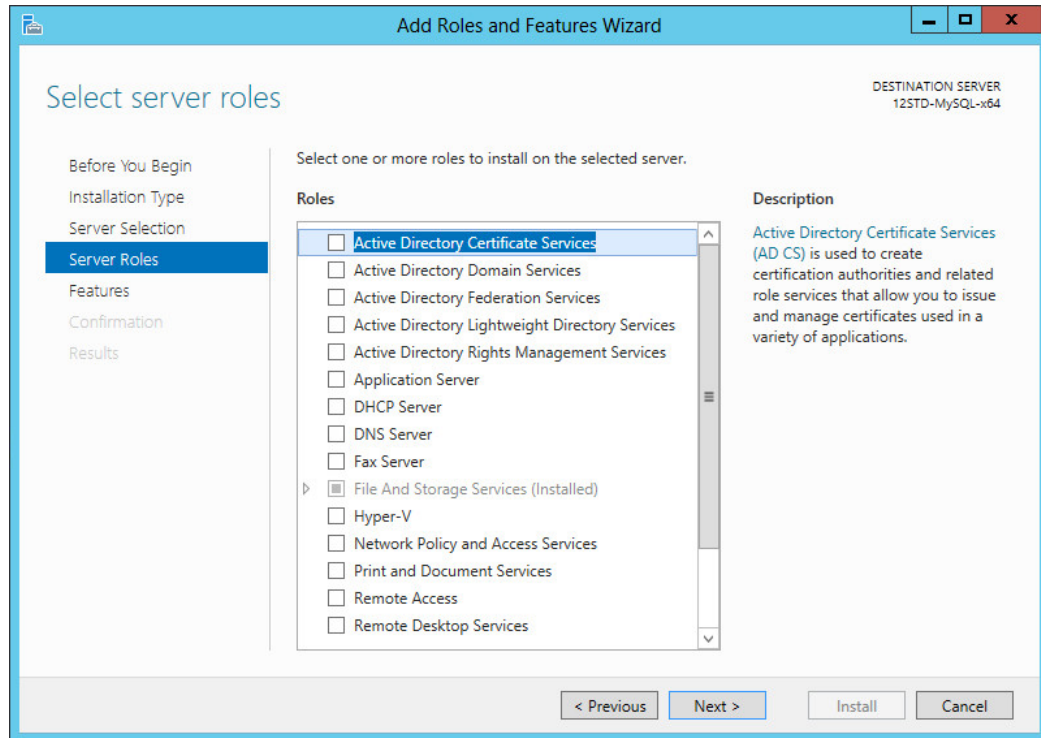 Add Roles and Features Wizard
Select server roles
DESTINATION SERVER
12STD-MySQL-x64
Before You Begin
Installation Type
Server Selection
Server Roles
Features
Confirmation
Results
Select one or more roles to install on the selected server.
Roles
Active Directory Certificate Services
Active Directory Domain Services
Active Directory Federation Services
Active Directory Lightweight Directory Services
Active Directory Rights Management Services
Application Server
DHCP Server
DNS Server
Fax Server
File And Storage Services (Installed)
Hyper-V
Network Policy and Access Services
Print and Document Services
Remote Access
Remote Desktop Services
Description
Active Directory Certificate Services
(AD CS) is used to create
certification authorities and related
role services that allow you to issue
and manage certificates used in a
variety of applications.
< Previous
Next >
Install
Cancel